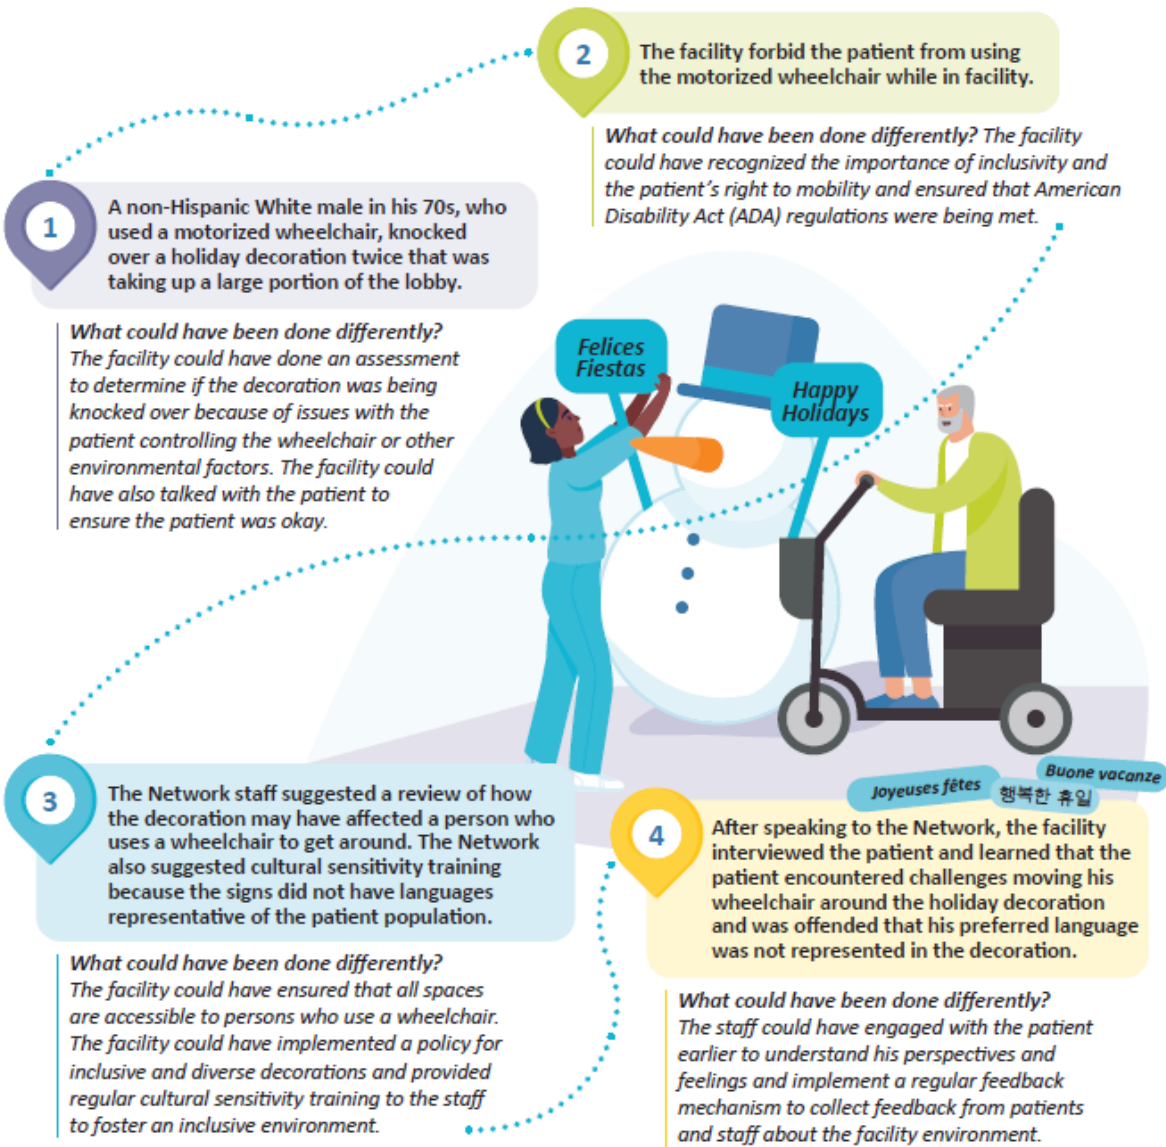 1
A non-Hispanic White male in his 70s, who
used a motorized wheelchair, knocked
over a holiday decoration twice that was
taking up a large portion of the lobby.
What could have been done differently?
The facility could have done an assessment
to determine if the decoration was being
knocked over because of issues with the
patient controlling the wheelchair or other
environmental factors. The facility could
have also talked with the patient to
ensure the patient was okay.
2
The facility forbid the patient from using
the motorized wheelchair while in facility.
What could have been done differently? The facility
could have recognized the importance of inclusivity and
the patient's right to mobility and ensured that American
Disability Act (ADA) regulations were being met.
Felices
Fiestas
Happy
Holidays
3
The Network staff suggested a review of how
the decoration may have affected a person who
uses a wheelchair to get around. The Network
also suggested cultural sensitivity training
because the signs did not have languages
representative of the patient population.
What could have been done differently?
The facility could have ensured that all spaces
are accessible to persons who use a wheelchair.
The facility could have implemented a policy for
inclusive and diverse decorations and provided
regular cultural sensitivity training to the staff
to foster an inclusive environment.
Joyeuses fêtes
Buone vacanze
행복한 휴일
4
After speaking to the Network, the facility
interviewed the patient and learned that the
patient encountered challenges moving his
wheelchair around the holiday decoration
and was offended that his preferred language
was not represented in the decoration.
What could have been done differently?
The staff could have engaged with the patient
earlier to understand his perspectives and
feelings and implement a regular feedback
mechanism to collect feedback from patients
and staff about the facility environment.